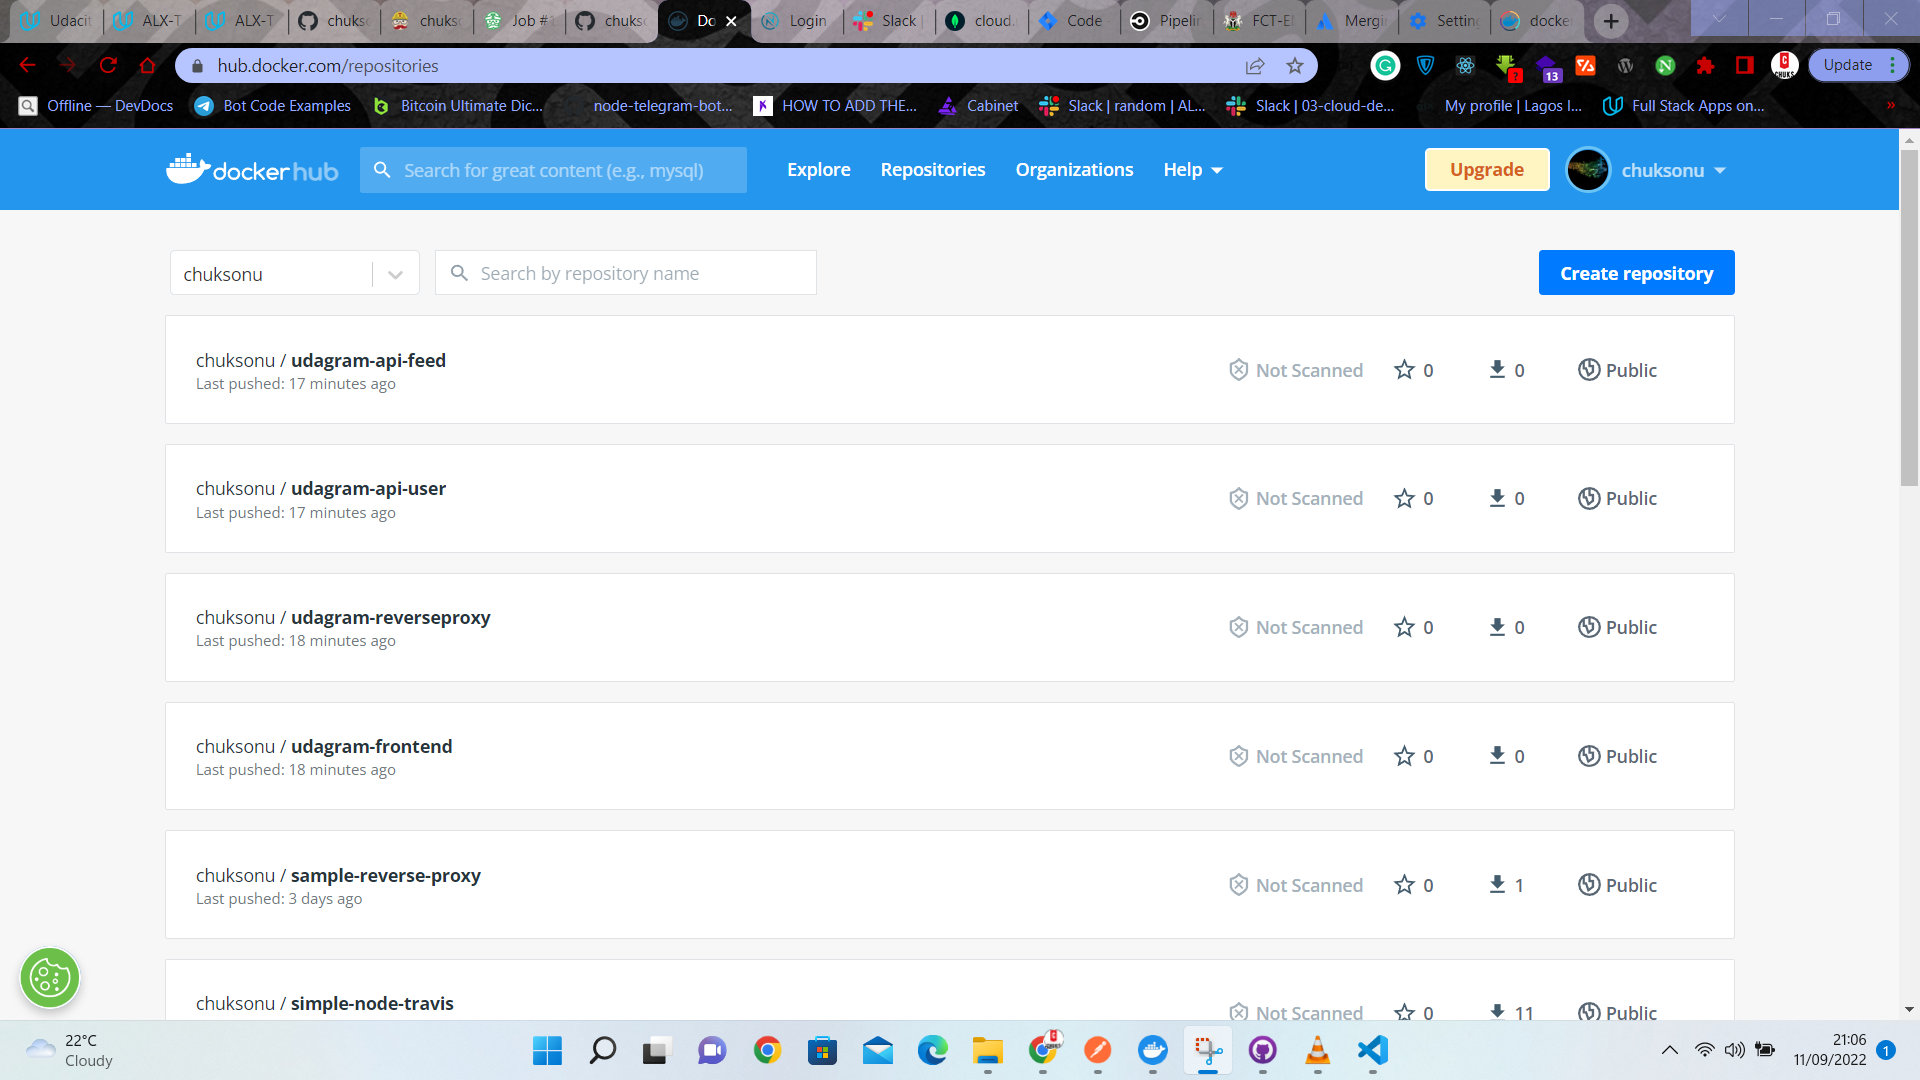 Udacit ALX-T ALX-T chukso chukso Job #1 chukso Do Login Slack cloud. Code Pipelin FCT-EI Mergin Setting docke
hub.docker.com/repositories
? 13 CHUKS Update
Offline — DevDocs Bot Code Examples Bitcoin Ultimate Dic... node-telegram-bot... HOW TO ADD THE... Cabinet Slack | random | AL... Slack | 03-cloud-de... My profile | Lagos I... Full Stack Apps on... »
docker hub Search for great content (e.g., mysql) Explore Repositories Organizations Help Upgrade chuksonu
chuksonu Search by repository name Create repository
chuksonu / udagram-api-feed
Last pushed: 17 minutes ago
Not Scanned 0 0 Public
chuksonu / udagram-api-user
Last pushed: 17 minutes ago
Not Scanned 0 0 Public
chuksonu / udagram-reverseproxy
Last pushed: 18 minutes ago
Not Scanned 0 0 Public
chuksonu / udagram-frontend
Last pushed: 18 minutes ago
Not Scanned 0 0 Public
chuksonu / sample-reverse-proxy
Last pushed: 3 days ago
Not Scanned 0 1 Public
chuksonu / simple-node-travis
Not Scanned 0 11 Public
22°C
Cloudy
21:06
11/09/2022
1